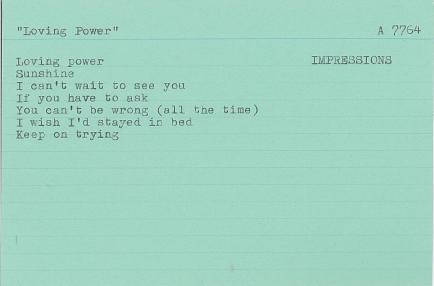 "Loving Power" A 7764
Loving power IMPRESSIONS
Sunshine
I can't wait to see you
If you have to ask
You can't be wrong (all the time)
I wish I'd stayed in bed
Keep on trying